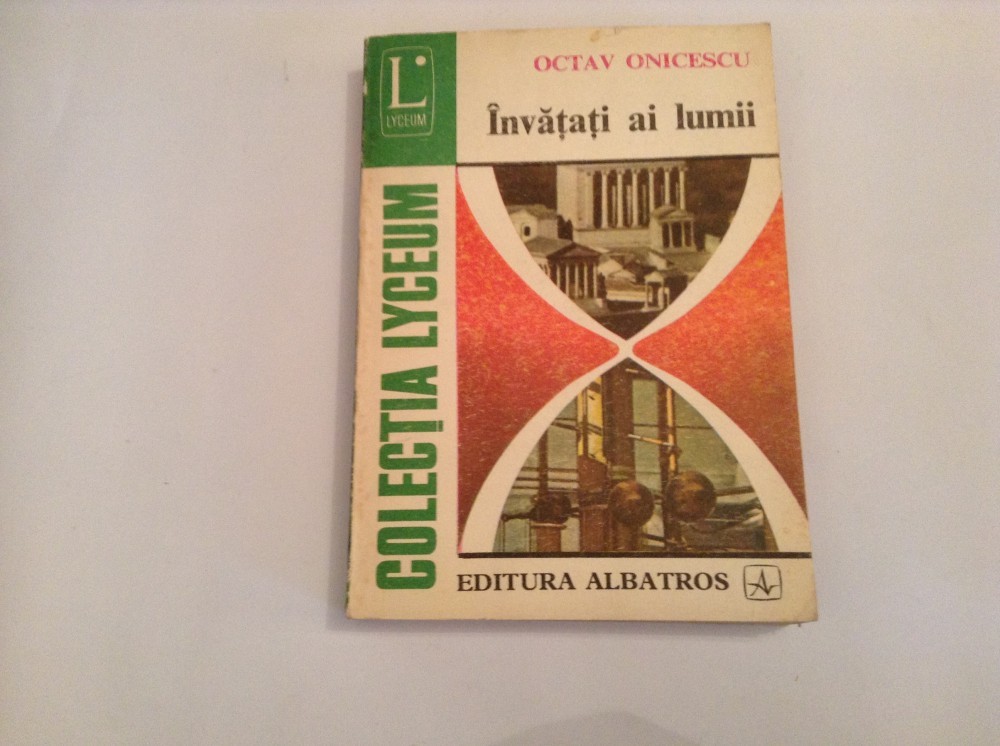 L
LYCEUM
OCTAV ONICESCU
Învățați ai lumii
COLECȚIA LYCEUM
EDITURA ALBATROS